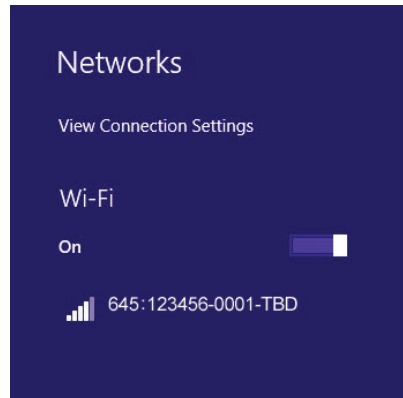 Networks
View Connection Settings
Wi-Fi
On
645:123456-0001-TBD